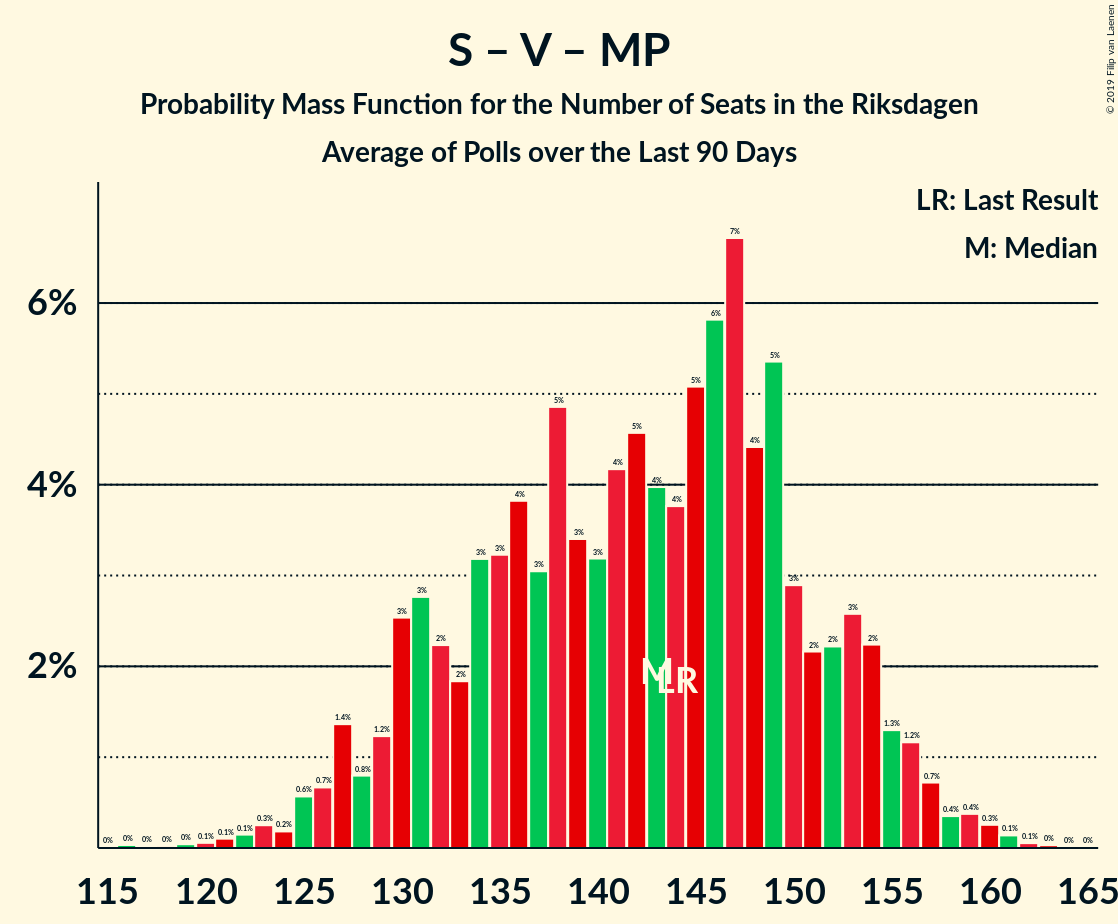 S – V – MP
Probability Mass Function for the Number of Seats in the Riksdagen
Average of Polls over the Last 90 Days
© 2019 Filip van Laenen
LR: Last Result
M: Median
6%
4%
2%
0% 0% 0% 0% 0% 0.1% 0.1% 0.1% 0.3% 0.2% 0.6% 0.7% 1.4% 0.8% 1.2% 3% 3% 2% 2% 3% 3% 4% 3% 5% 3% 3% 4% 5% 4% 4% 5% 6% 7% 4% 5% 3% 2% 2% 3% 2% 1.3% 1.2% 0.7% 0.4% 0.4% 0.3% 0.1% 0.1% 0% 0% 0%
M
LR
115 120 125 130 135 140 145 150 155 160 165